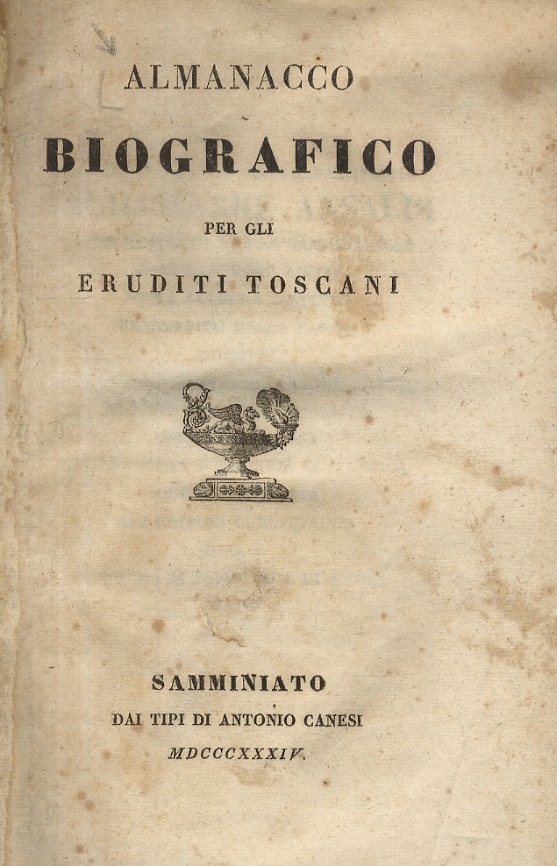 ALMANACCO
BIOGRAFICO
PER GLI
ERUDITI TOSCANI
SAMMINIATO
DAI TIPI DI ANTONIO CANESI
MDCCCXXXIV.